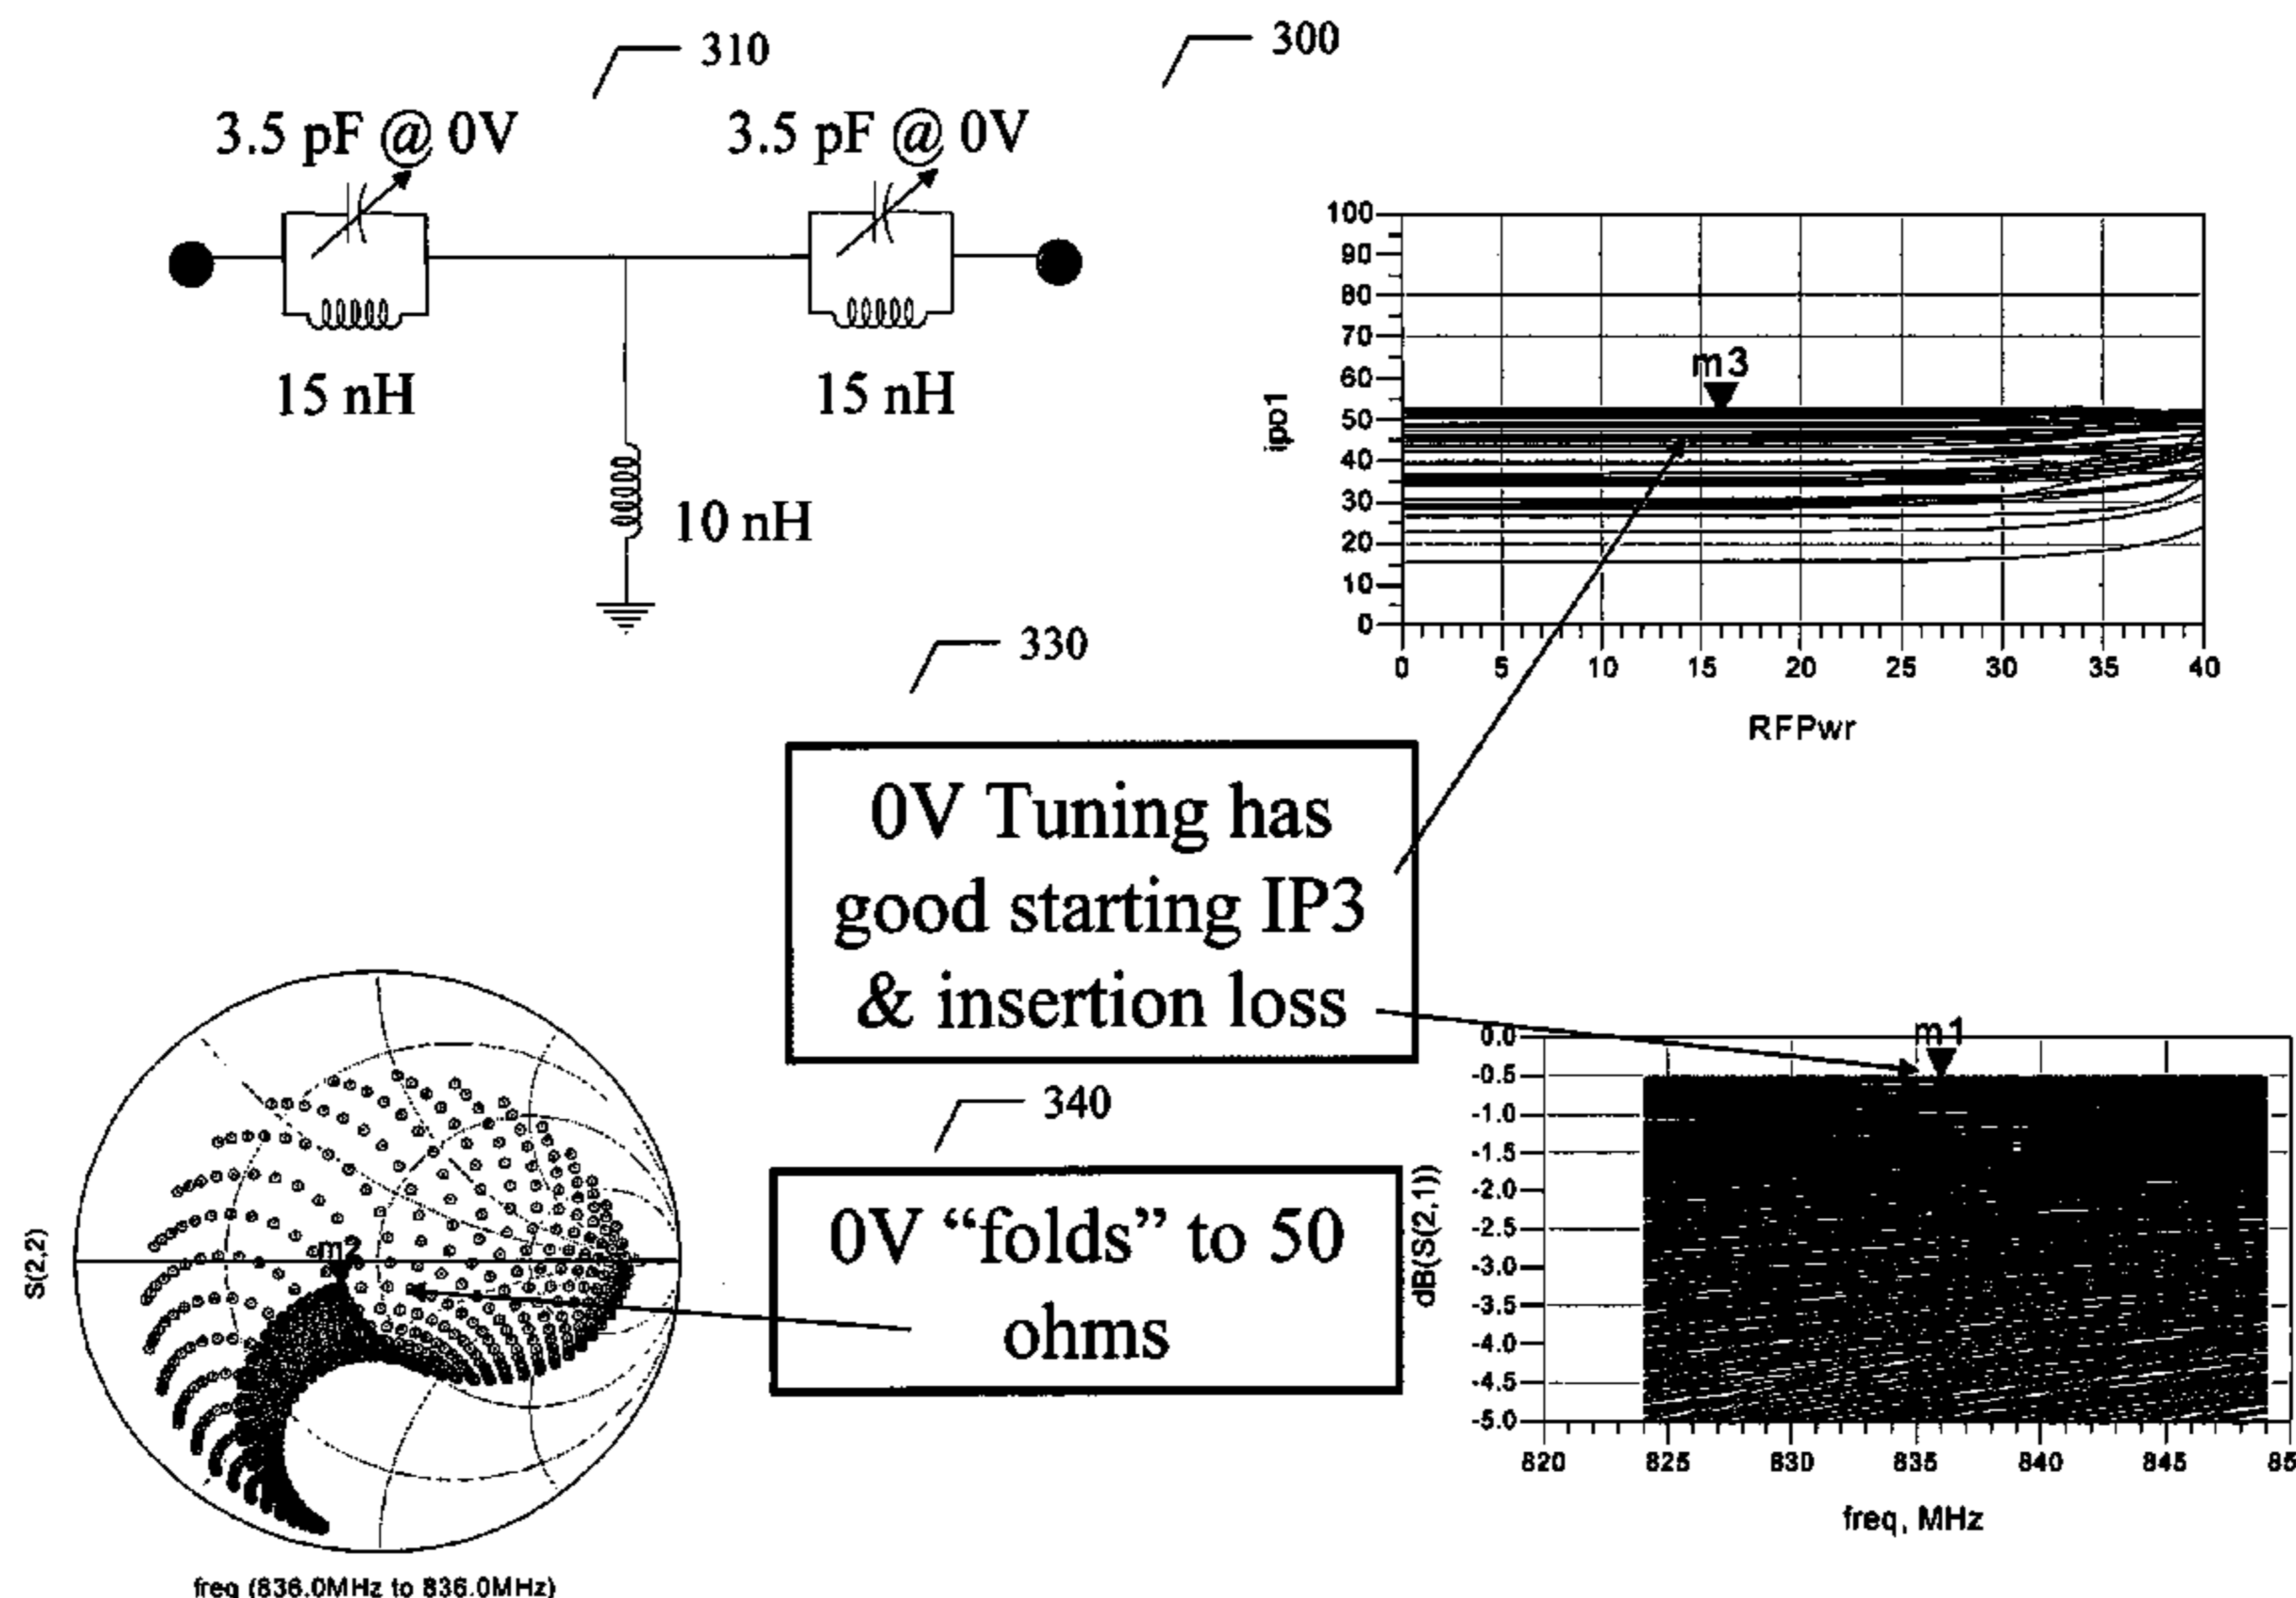 310
300
3.5 pF @ 0V
3.5 pF @ 0V
15 nH
15 nH
10 nH
100
90
80
70
60
50
40
30
20
10
0
ipo1
m3
0 5 10 15 20 25 30 35 40
RFPwr
330
0V Tuning has
good starting IP3
& insertion loss
340
0V “folds” to 50
ohms
S(2,2)
m2
freq (836.0MHz to 836.0MHz)
m1
0.0
-0.5
-1.0
-1.5
-2.0
-2.5
-3.0
-3.5
-4.0
-4.5
-5.0
dB(S(2,1))
820 825 830 835 840 845 85
freq, MHz